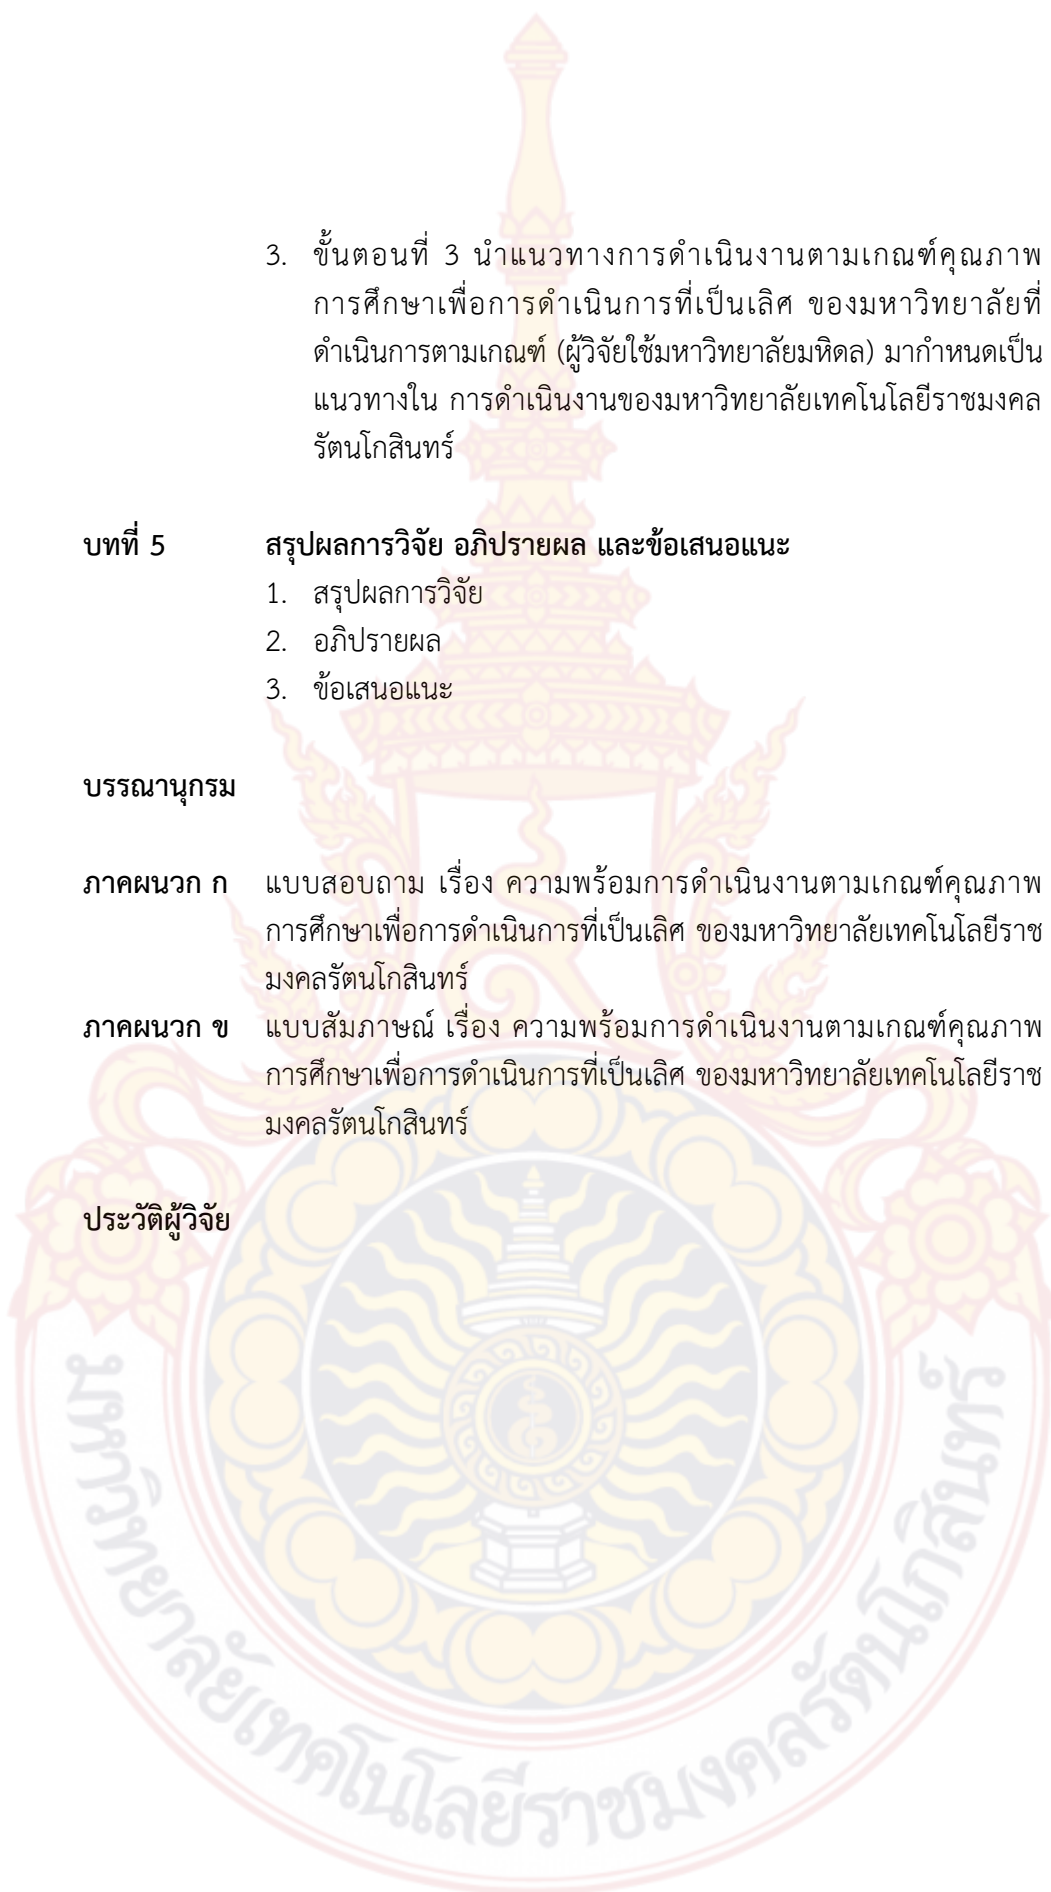 3. ขั้นตอนที่ 3 นำแนวทางการดำเนินงานตามเกณฑ์คุณภาพ
การศึกษาเพื่อการดำเนินการที่เป็นเลิศ ของมหาวิทยาลัยที่
ดำเนินการตามเกณฑ์ (ผู้วิจัยใช้มหาวิทยาลัยมหิดล) มากำหนดเป็น
แนวทางใน การดำเนินงานของมหาวิทยาลัยเทคโนโลยีราชมงคล
รัตนโกสินทร์
บทที่ 5 สรุปผลการวิจัย อภิปรายผล และข้อเสนอแนะ
1. สรุปผลการวิจัย
2. อภิปรายผล
3. ข้อเสนอแนะ
บรรณานุกรม
ภาคผนวก ก แบบสอบถาม เรื่อง ความพร้อมการดำเนินงานตามเกณฑ์คุณภาพ
การศึกษาเพื่อการดำเนินการที่เป็นเลิศ ของมหาวิทยาลัยเทคโนโลยีราช
มงคลรัตนโกสินทร์
ภาคผนวก ข แบบสัมภาษณ์ เรื่อง ความพร้อมการดำเนินงานตามเกณฑ์คุณภาพ
การศึกษาเพื่อการดำเนินการที่เป็นเลิศ ของมหาวิทยาลัยเทคโนโลยีราช
มงคลรัตนโกสินทร์
ประวัติผู้วิจัย
มหาวิทยาลัยเทคโนโลยีราชมงคลรัตนโกสินทร์